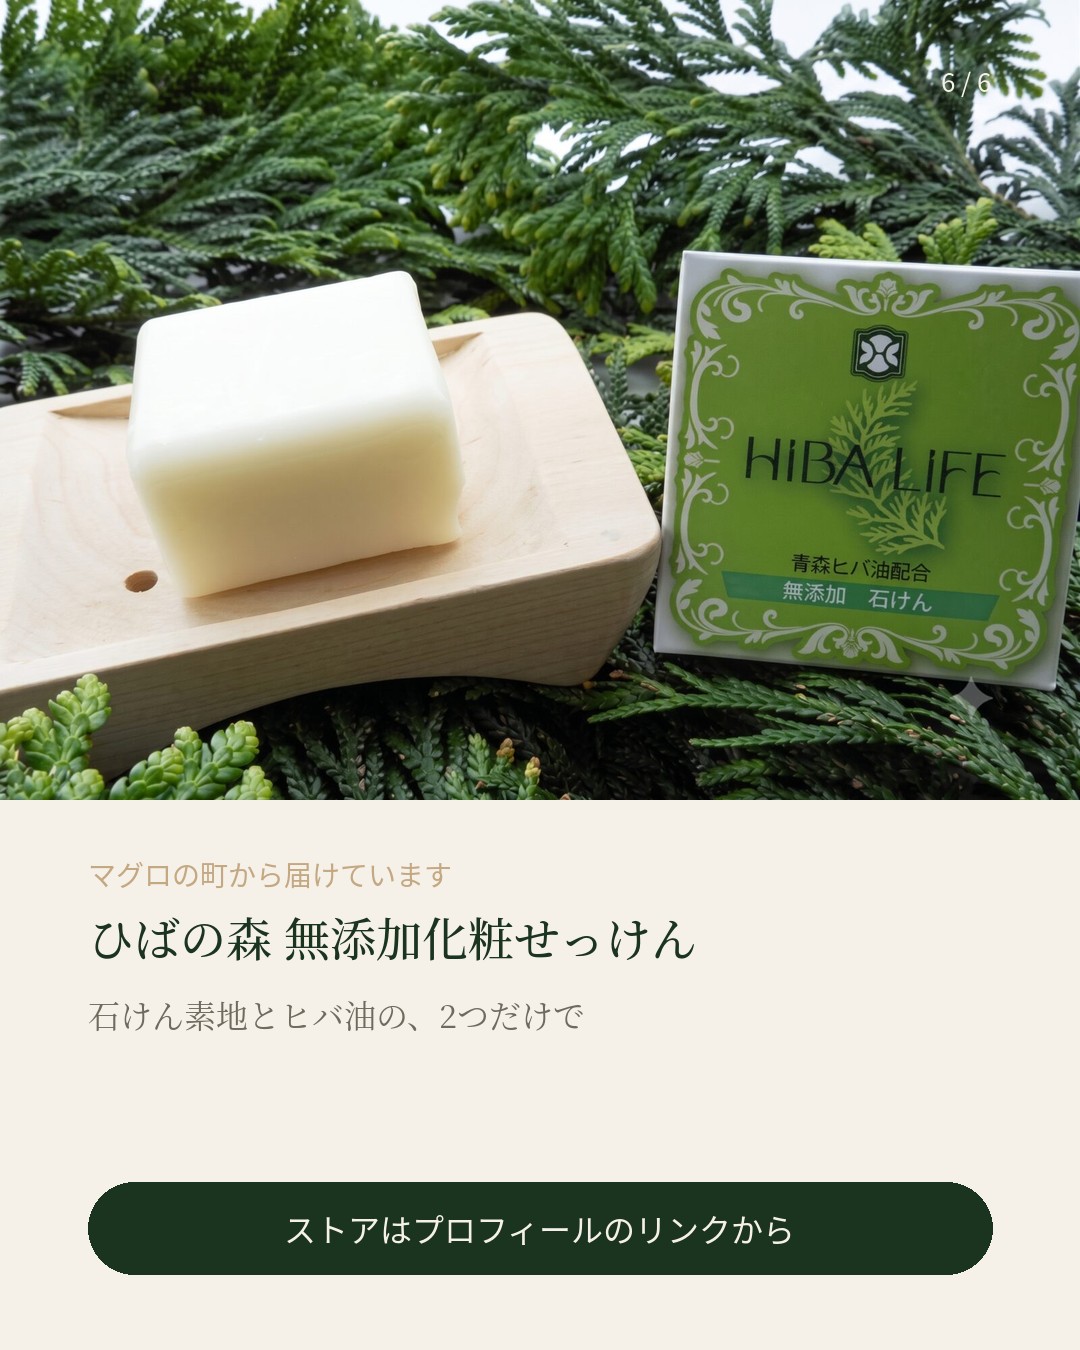 6/6
HiBA LiFE
青森ヒバ油配合
無添加 石けん
マグロの町から届けています
ひばの森 無添加化粧せっけん
石けん素地とヒバ油の、2つだけで
ストアはプロフィールのリンクから